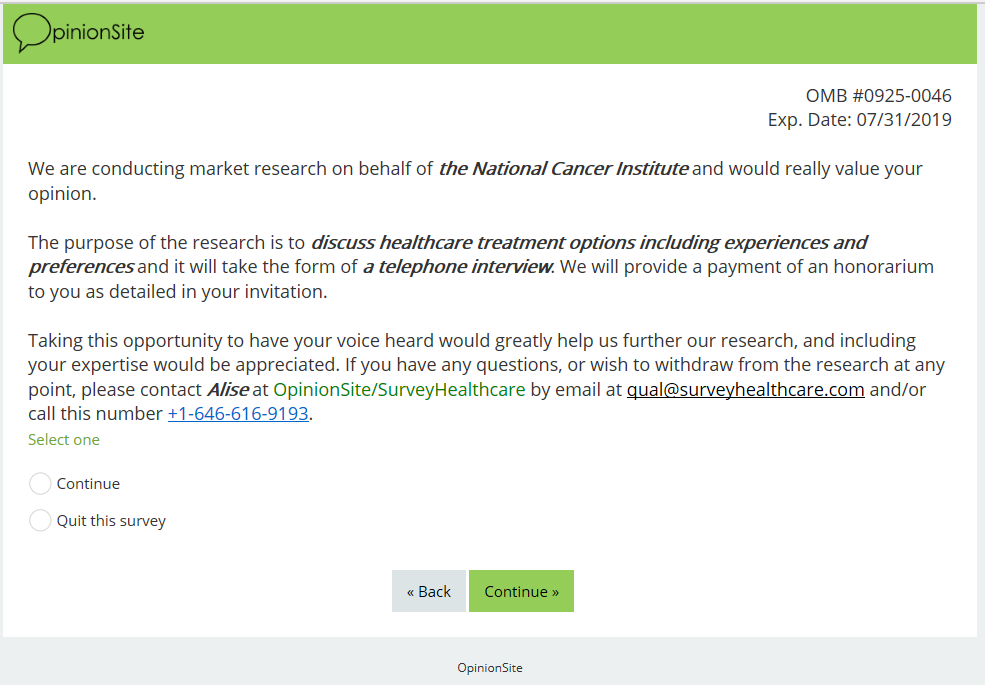 OpinionSite
OMB #0925-0046
Exp. Date: 07/31/2019
We are conducting market research on behalf of the National Cancer Institute and would really value your
opinion.
The purpose of the research is to discuss healthcare treatment options including experiences and
preferences and it will take the form of a telephone interview. We will provide a payment of an honorarium
to you as detailed in your invitation.
Taking this opportunity to have your voice heard would greatly help us further our research, and including
your expertise would be appreciated. If you have any questions, or wish to withdraw from the research at any
point, please contact Alise at OpinionSite/SurveyHealthcare by email at qual@surveyhealthcare.com and/or
call this number +1-646-616-9193.
Select one
Continue
Quit this survey
« Back Continue »
OpinionSite